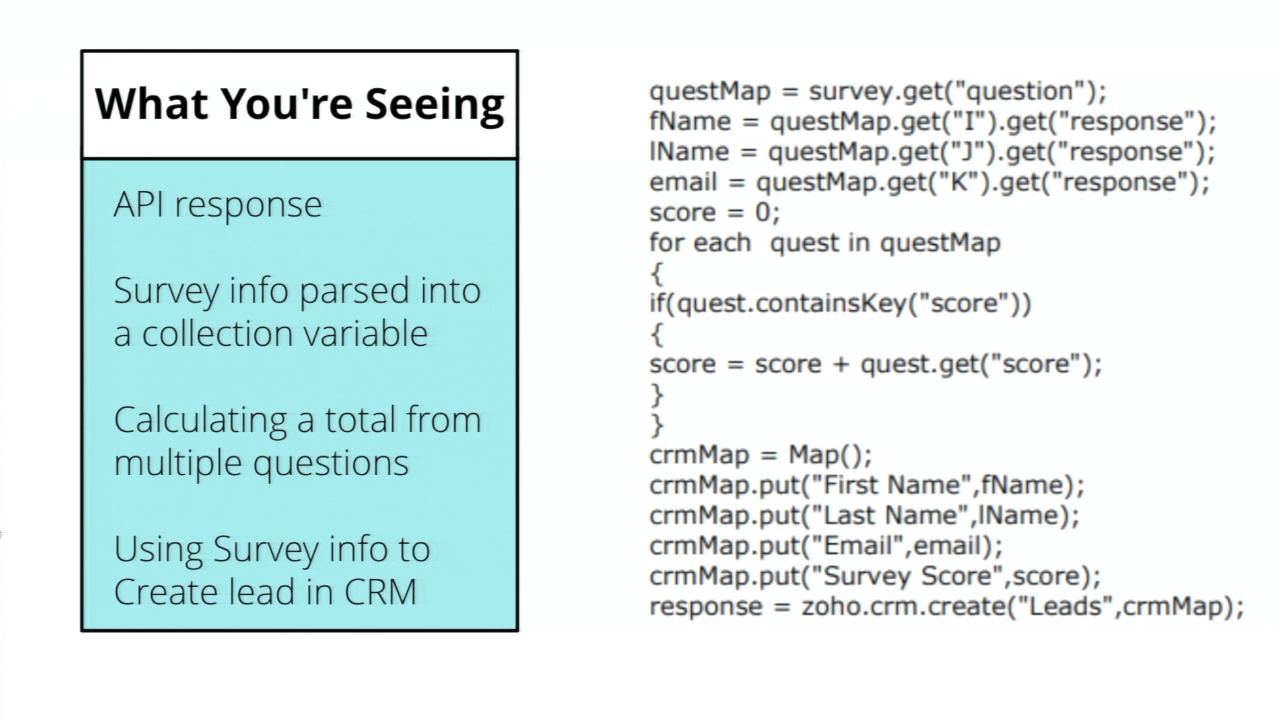 What You're Seeing
API response
Survey info parsed into
a collection variable
Calculating a total from
multiple questions
Using Survey info to
Create lead in CRM
questMap = survey.get("question");
fName = questMap.get("I").get("response");
lName = questMap.get("J").get("response");
email = questMap.get("K").get("response");
score = 0;
for each  quest in questMap
{
if(quest.containsKey("score"))
{
score = score + quest.get("score");
}
}
crmMap = Map();
crmMap.put("First Name",fName);
crmMap.put("Last Name",lName);
crmMap.put("Email",email);
crmMap.put("Survey Score",score);
response = zoho.crm.create("Leads",crmMap);